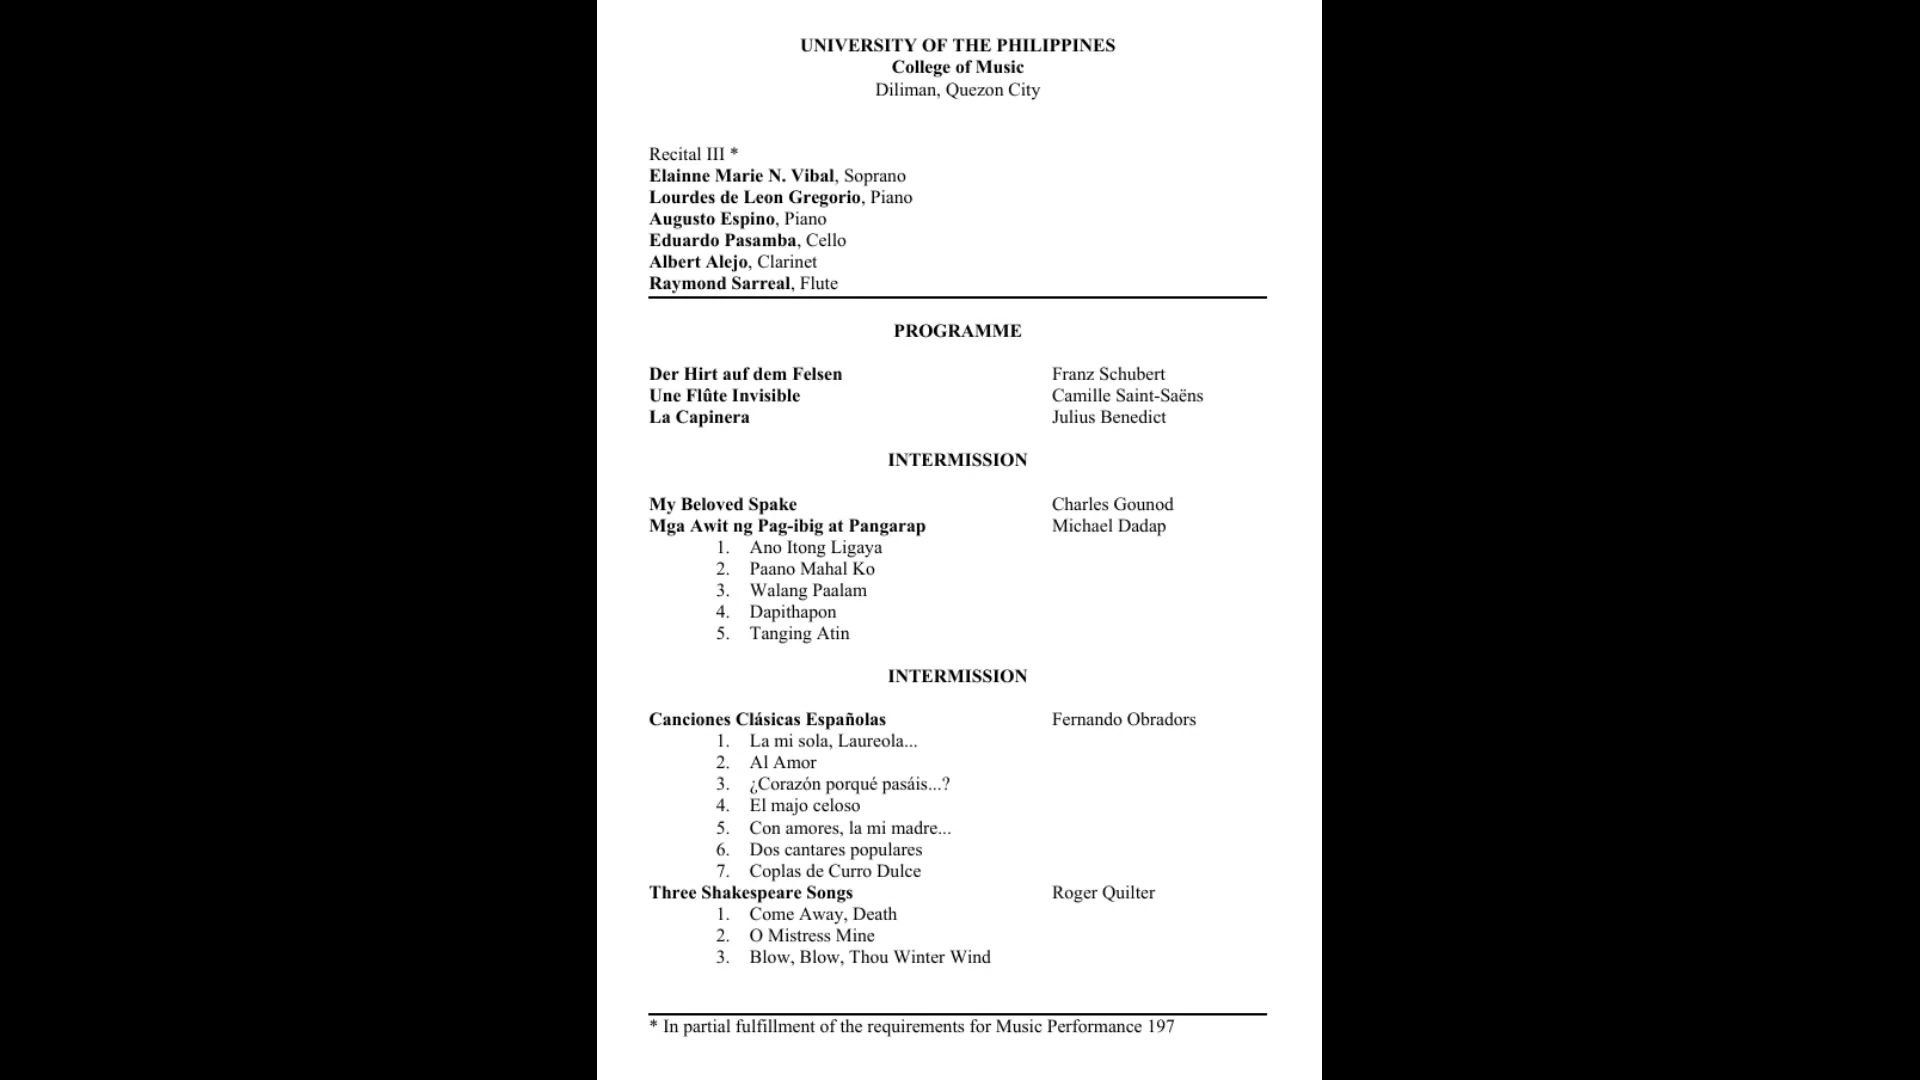 UNIVERSITY OF THE PHILIPPINES
College of Music
Diliman, Quezon City
Recital III *
Elainne Marie N. Vibal, Soprano
Lourdes de Leon Gregorio, Piano
Augusto Espino, Piano
Eduardo Pasamba, Cello
Albert Alejo, Clarinet
Raymond Sarreal, Flute
PROGRAMME
Der Hirt auf dem Felsen Franz Schubert
Une Flûte Invisible Camille Saint-Saëns
La Capinera Julius Benedict
INTERMISSION
My Beloved Spake Charles Gounod
Mga Awit ng Pag-ibig at Pangarap Michael Dadap
1. Ano Itong Ligaya
2. Paano Mahal Ko
3. Walang Paalam
4. Dapithapon
5. Tanging Atin
INTERMISSION
Canciones Clásicas Españolas Fernando Obradors
1. La mi sola, Laureola...
2. Al Amor
3. ¿Corazón porqué pasáis...?
4. El majo celoso
5. Con amores, la mi madre...
6. Dos cantares populares
7. Coplas de Curro Dulce
Three Shakespeare Songs Roger Quilter
1. Come Away, Death
2. O Mistress Mine
3. Blow, Blow, Thou Winter Wind
* In partial fulfillment of the requirements for Music Performance 197